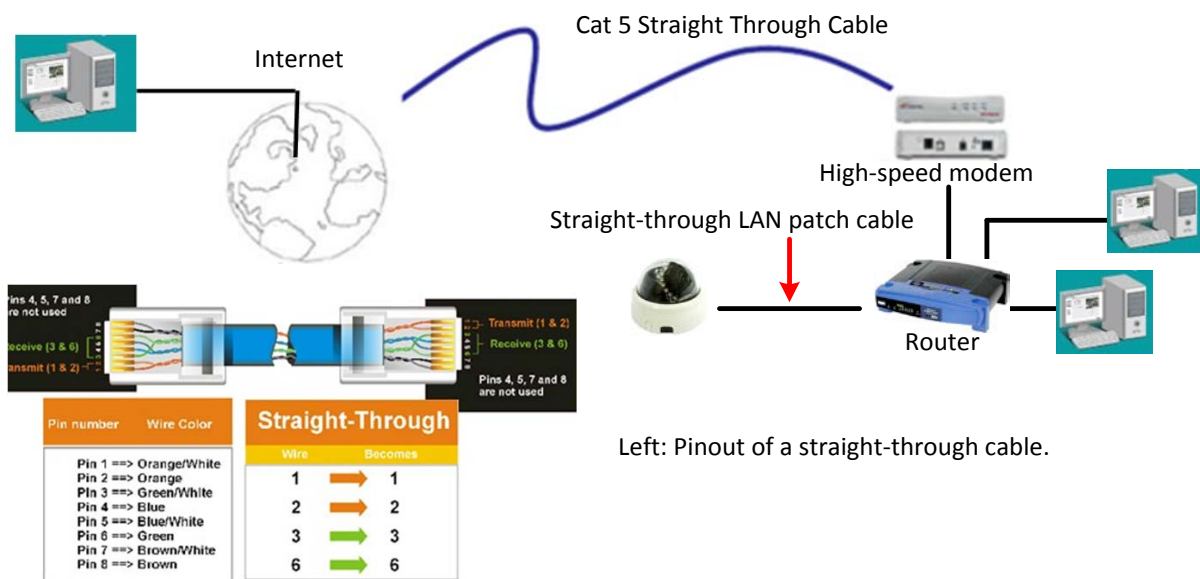 Cat 5 Straight Through Cable
Internet
High-speed modem
Straight-through LAN patch cable
Router
Pins 4, 5, 7 and 8
are not used
Receive (3 & 6)
Transmit (1 & 2)
Transmit (1 & 2)
Receive (3 & 6)
Pins 4, 5, 7 and 8
are not used
Pin number Wire Color
Pin 1 ==> Orange/White
Pin 2 ==> Orange
PIn 3 ==> Green/White
Pin 4 ==> Blue
Pin 5 ==> Blue/White
Pin 6 ==> Green
Pin 7 ==> Brown/White
Pin 8 ==> Brown
Straight-Through
Wire Becomes
1 1
2 2
3 3
6 6
Left: Pinout of a straight-through cable.